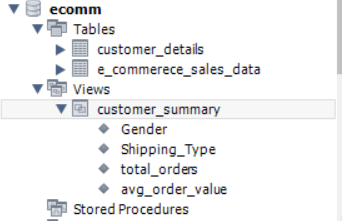 ecomm
Tables
customer_details
e_commerece_sales_data
Views
customer_summary
Gender
Shipping_Type
total_orders
avg_order_value
Stored Procedures